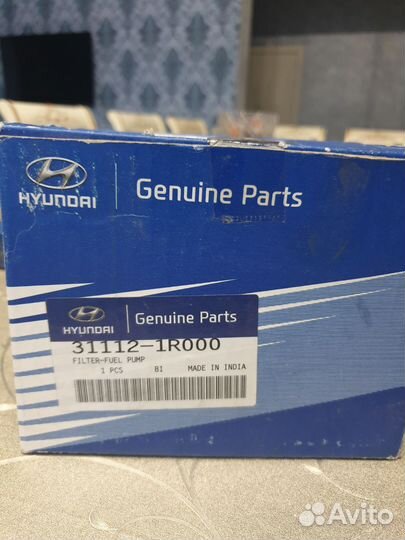 HYUNDAI
Genuine Parts
HYUNDAI
Genuine Parts
31112-1R000
FILTER-FUEL PUMP
1 PCS BI MADE IN INDIA
Avito